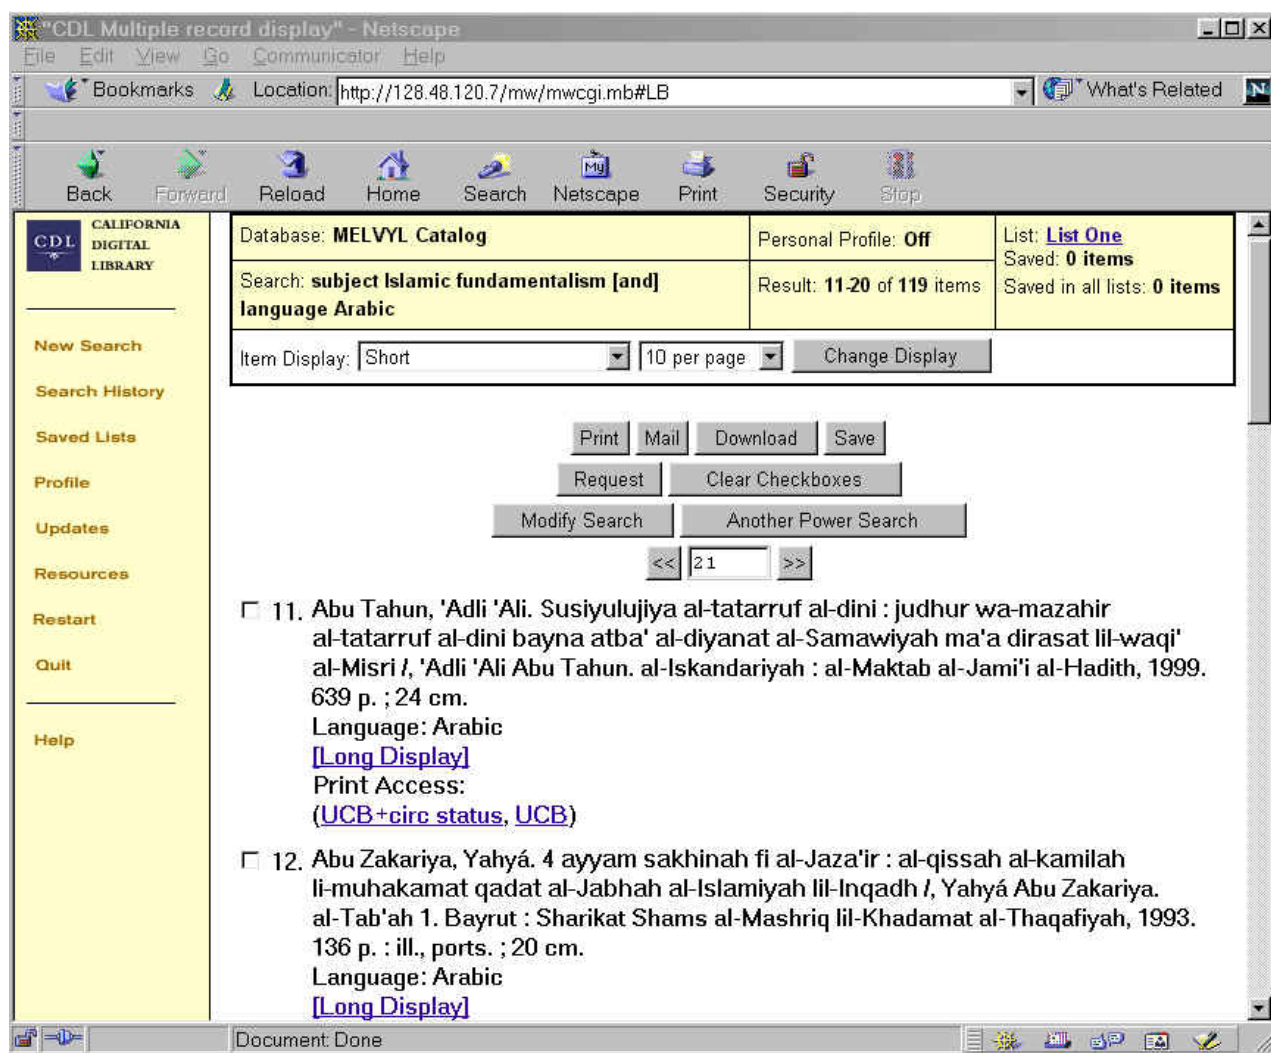 "CDL Multiple record display" - Netscape
File Edit View Go Communicator Help
Bookmarks Location: http://128.48.120.7/mw/mwcgi.mb#LB What's Related N
Back Forward Reload Home Search My Netscape Print Security Stop
CDL CALIFORNIA DIGITAL LIBRARY
New Search
Search History
Saved Lists
Profile
Updates
Resources
Restart
Quit
Help
Database: MELVYL Catalog
Personal Profile: Off
List: List One
Saved: 0 items
Saved in all lists: 0 items
Search: subject Islamic fundamentalism [and]
language Arabic
Result: 11-20 of 119 items
Item Display: Short 10 per page Change Display
Print Mail Download Save
Request Clear Checkboxes
Modify Search Another Power Search
<< 21 >>
11. Abu Tahun, 'Adli 'Ali. Susiyulujiya al-tatarruf al-dini : judhur wa-mazahir
al-tatarruf al-dini bayna atba' al-diyanat al-Samawiyah ma'a dirasat lil-waqi'
al-Misri /, 'Adli 'Ali Abu Tahun. al-Iskandariyah : al-Maktab al-Jami'i al-Hadith, 1999.
639 p. ; 24 cm.
Language: Arabic
[Long Display]
Print Access:
(UCB+circ status, UCB)
12. Abu Zakariya, Yahyá. 4 ayyam sakhinah fi al-Jaza'ir : al-qissah al-kamilah
li-muhakamat qadat al-Jabhah al-Islamiyah lil-Inqadh /, Yahyá Abu Zakariya.
al-Tab'ah 1. Bayrut : Sharikat Shams al-Mashriq lil-Khadamat al-Thaqafiyah, 1993.
136 p. : ill., ports. ; 20 cm.
Language: Arabic
[Long Display]
Document: Done